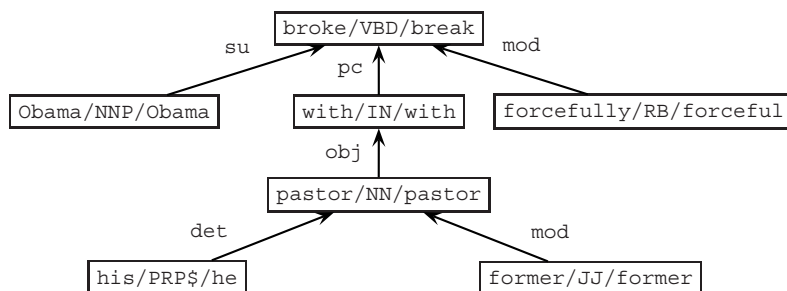 broke/VBD/break
su
pc
mod
Obama/NNP/Obama
with/IN/with
forcefully/RB/forceful
obj
pastor/NN/pastor
det
mod
his/PRP$/he
former/JJ/former